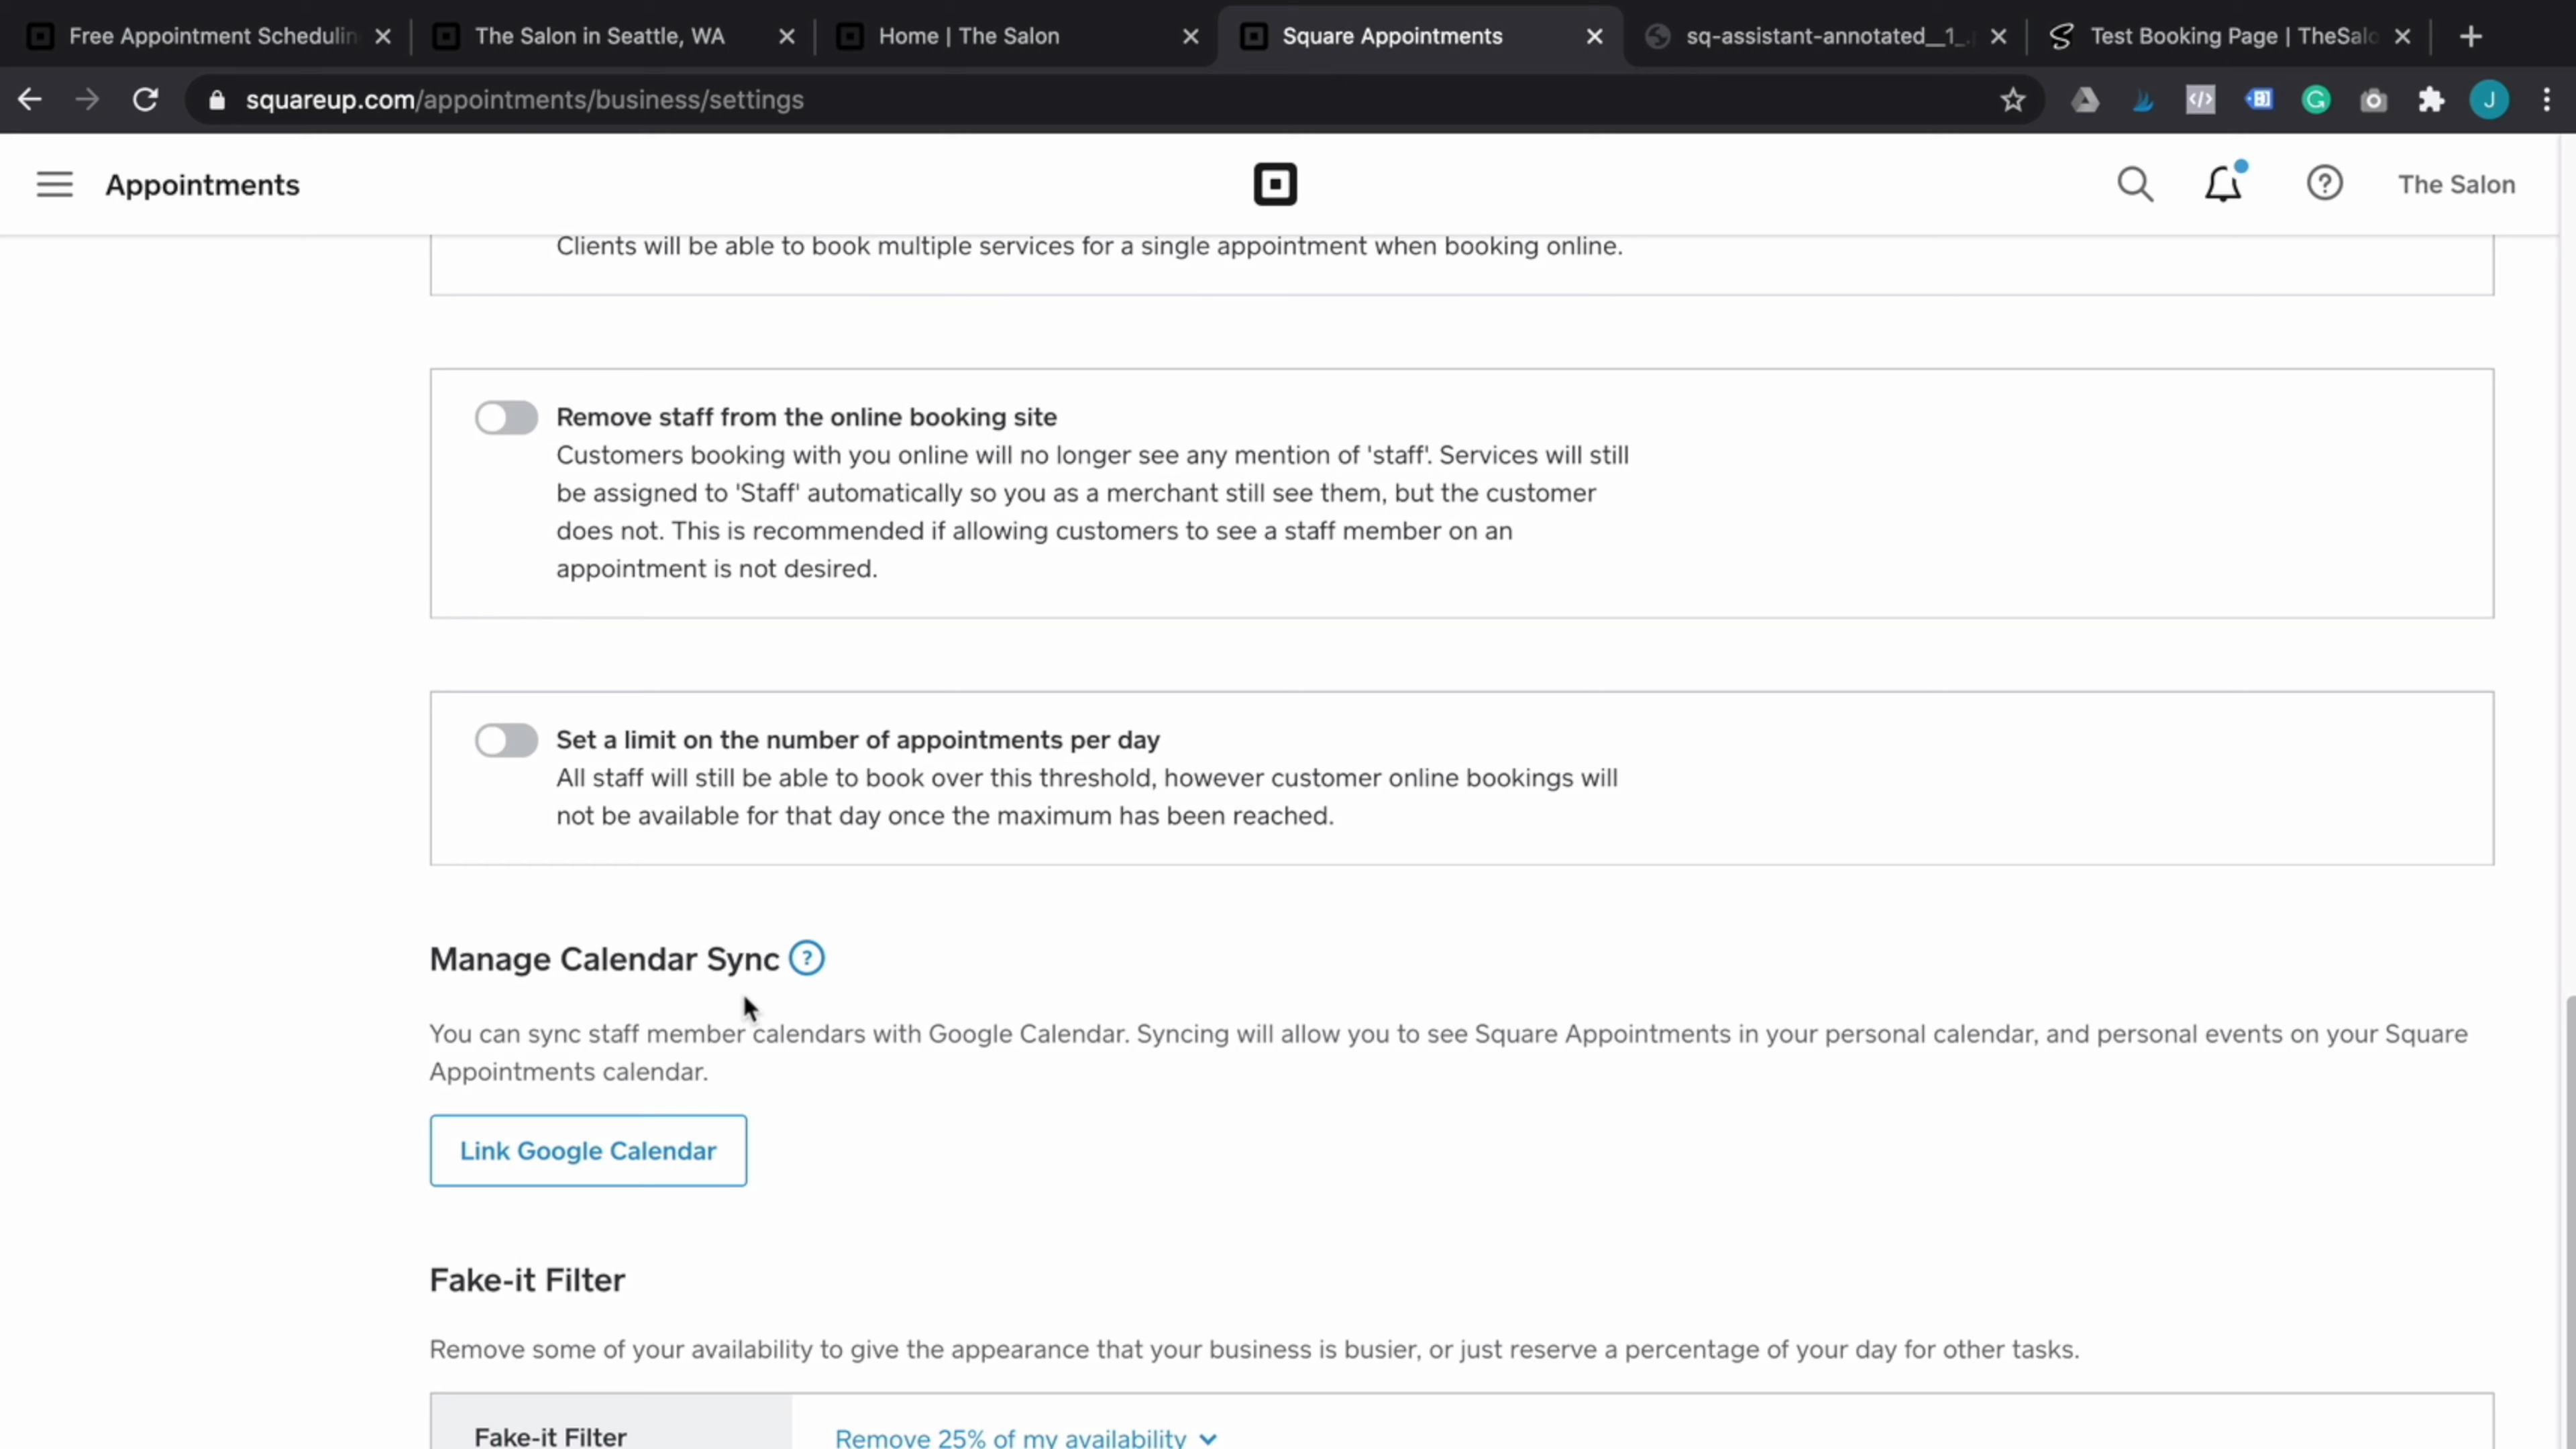 Free Appointment Schedulin
The Salon in Seattle, WA
Home | The Salon
Square Appointments
sq-assistant-annotated__1_.
Test Booking Page | TheSalo
squareup.com/appointments/business/settings
J
Appointments
The Salon
Clients will be able to book multiple services for a single appointment when booking online.
Remove staff from the online booking site
Customers booking with you online will no longer see any mention of 'staff'. Services will still
be assigned to 'Staff' automatically so you as a merchant still see them, but the customer
does not. This is recommended if allowing customers to see a staff member on an
appointment is not desired.
Set a limit on the number of appointments per day
All staff will still be able to book over this threshold, however customer online bookings will
not be available for that day once the maximum has been reached.
Manage Calendar Sync ?
You can sync staff member calendars with Google Calendar. Syncing will allow you to see Square Appointments in your personal calendar, and personal events on your Square
Appointments calendar.
Link Google Calendar
Fake-it Filter
Remove some of your availability to give the appearance that your business is busier, or just reserve a percentage of your day for other tasks.
Fake-it Filter
Remove 25% of my availability